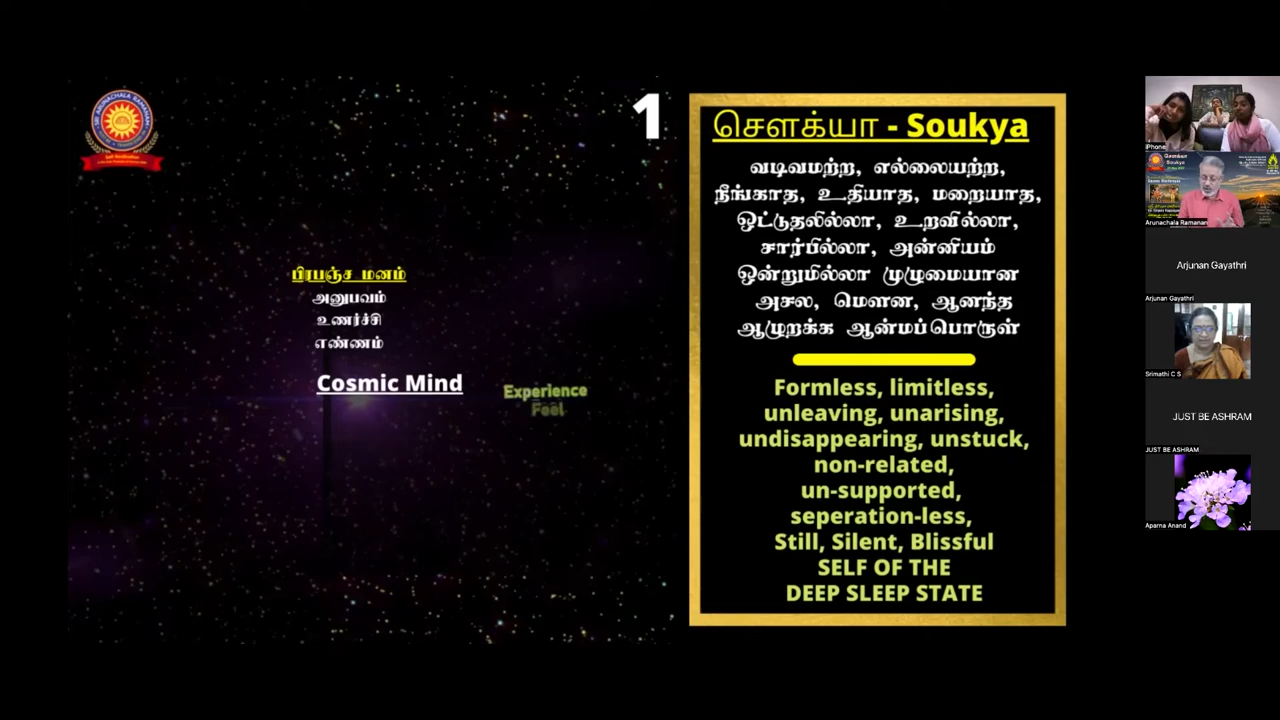 1
பிரபஞ்ச மனம்
அனுபவம்
உணர்ச்சி
எண்ணம்
Cosmic Mind
Experience
Feel
சௌக்யா - Soukya
வடிவமற்ற, எல்லையற்ற,
நீங்காத, உதியாத, மறையாத,
ஒட்டுதலில்லா, உறவில்லா,
சார்பில்லா, அன்னியம்
ஒன்றுமில்லா முழுமையான
அசல, மௌன, ஆனந்த
ஆழுறக்க ஆன்மப்பொருள்
Formless, limitless,
unleaving, unarising,
undisappearing, unstuck,
non-related,
un-supported,
seperation-less,
Still, Silent, Blissful
SELF OF THE
DEEP SLEEP STATE
iPhone
Soukya
Arunachala Ramanan
Arjunan Gayathri
Arjunan Gayathri
Srimathi C S
JUST BE ASHRAM
JUST BE ASHRAM
Aparna Anand